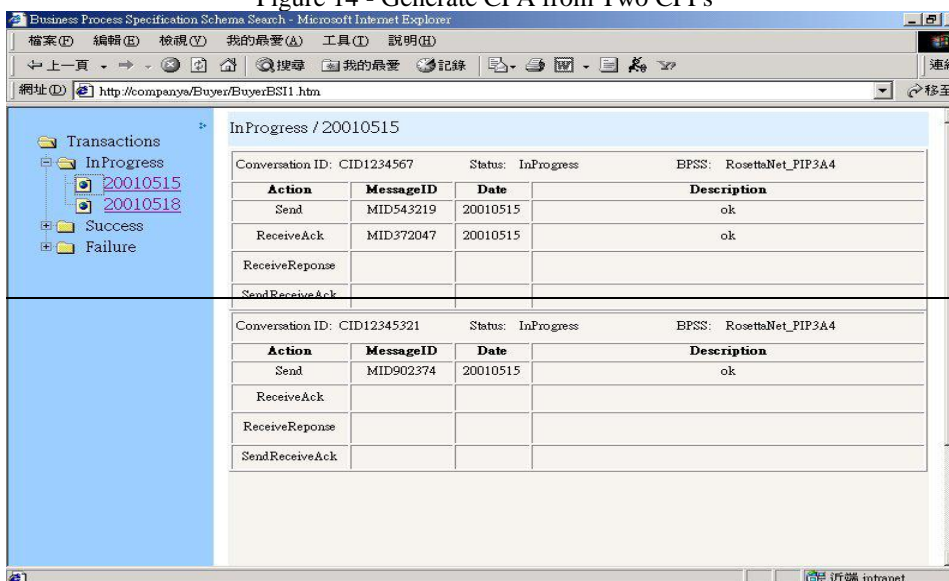 Figure 14 - Generate CPA from Two CPPs
Business Process Specification Schema Search - Microsoft Internet Explorer
檔案(F) 編輯(E) 檢視(V) 我的最愛(A) 工具(T) 說明(H)
上一頁 搜尋 我的最愛 記錄 連結
網址(D) http://companya/Buyer/BuyerBSI1.htm 移至
Transactions
InProgress
20010515
20010518
Success
Failure
InProgress / 20010515
Conversation ID: CID1234567 Status: InProgress BPSS: RosettaNet_PIP3A4
Action MessageID Date Description
Send MID543219 20010515 ok
ReceiveAck MID372047 20010515 ok
ReceiveReponse
SendReceiveAck
Conversation ID: CID12345321 Status: InProgress BPSS: RosettaNet_PIP3A4
Action MessageID Date Description
Send MID902374 20010515 ok
ReceiveAck
ReceiveReponse
SendReceiveAck
近端 intranet